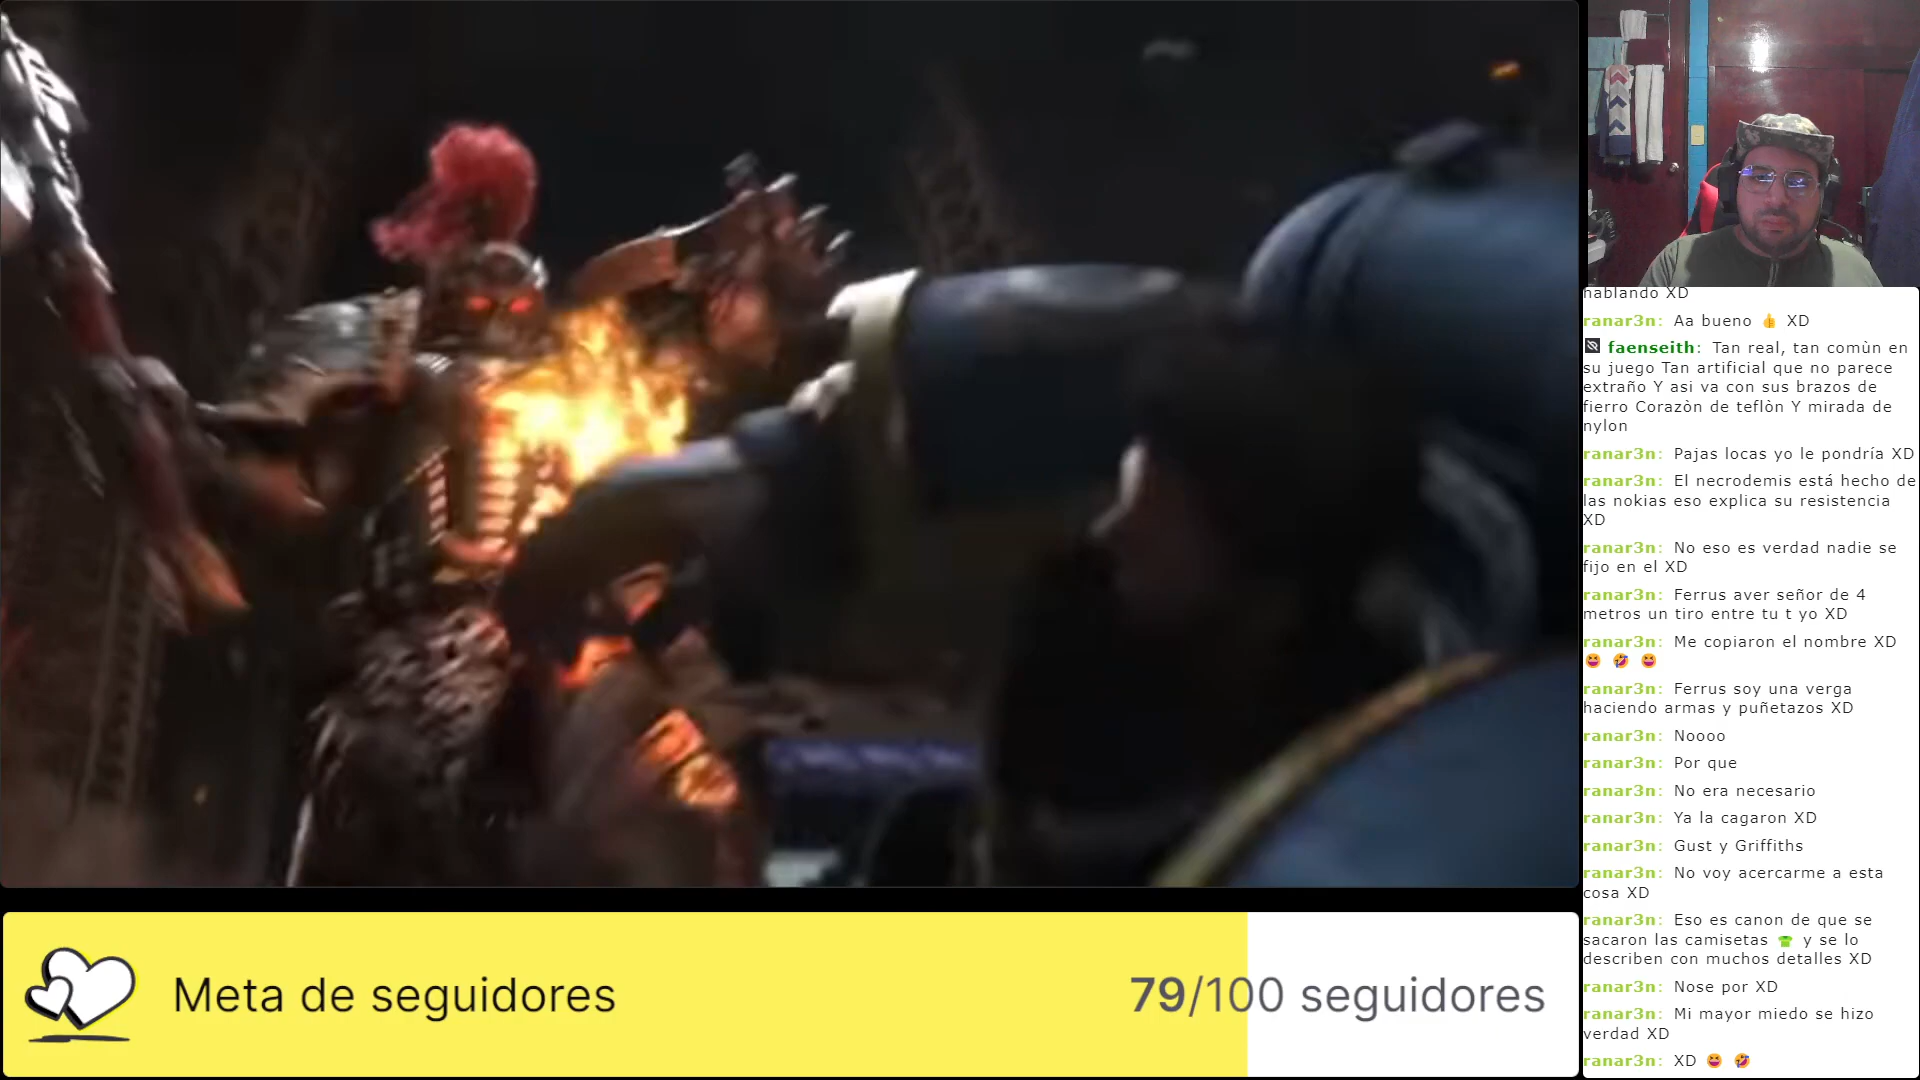 hablando XD
ranar3n: Aa bueno 👍 XD
faenseith: Tan real, tan comùn en
su juego Tan artificial que no parece
extraño Y asi va con sus brazos de
fierro Corazòn de teflòn Y mirada de
nylon
ranar3n: Pajas locas yo le pondría XD
ranar3n: El necrodemis está hecho de
las nokias eso explica su resistencia
XD
ranar3n: No eso es verdad nadie se
fijo en el XD
ranar3n: Ferrus aver señor de 4
metros un tiro entre tu t yo XD
ranar3n: Me copiaron el nombre XD
😆 🤣 😆
ranar3n: Ferrus soy una verga
haciendo armas y puñetazos XD
ranar3n: Noooo
ranar3n: Por que
ranar3n: No era necesario
ranar3n: Ya la cagaron XD
ranar3n: Gust y Griffiths
ranar3n: No voy acercarme a esta
cosa XD
ranar3n: Eso es canon de que se
sacaron las camisetas 👕 y se lo
describen con muchos detalles XD
ranar3n: Nose por XD
ranar3n: Mi mayor miedo se hizo
verdad XD
ranar3n: XD 😆 🤣
Meta de seguidores
79/100 seguidores